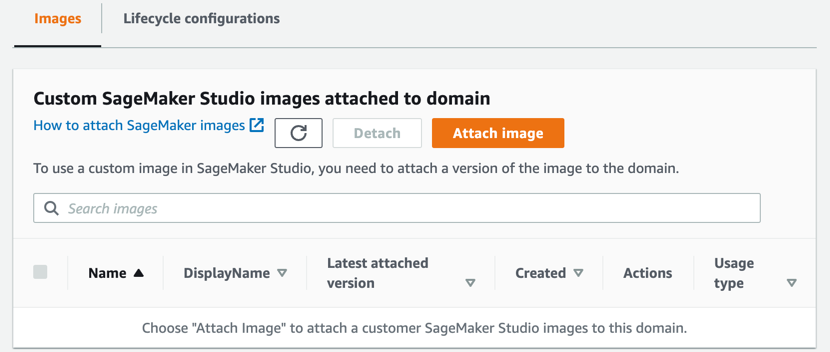 Images
Lifecycle configurations
Custom SageMaker Studio images attached to domain
How to attach SageMaker images
Detach
Attach image
To use a custom image in SageMaker Studio, you need to attach a version of the image to the domain.
Search images
Name
DisplayName
Latest attached
version
Created
Actions
Usage
type
Choose "Attach Image" to attach a customer SageMaker Studio images to this domain.